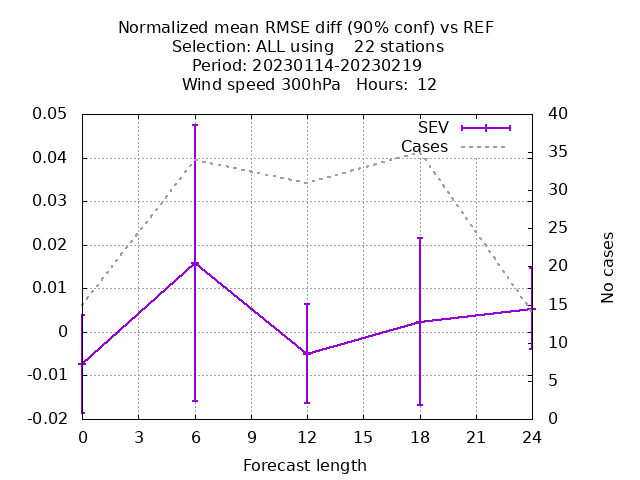 Normalized mean RMSE diff (90% conf) vs REF
Selection: ALL using    22 stations
Period: 20230114-20230219
Wind speed 300hPa   Hours:  12
SEV
Cases
0.05
0.04
0.03
0.02
0.01
0
-0.01
-0.02
40
35
30
25
20
15
10
5
0
No cases
0 3 6 9 12 15 18 21 24
Forecast length